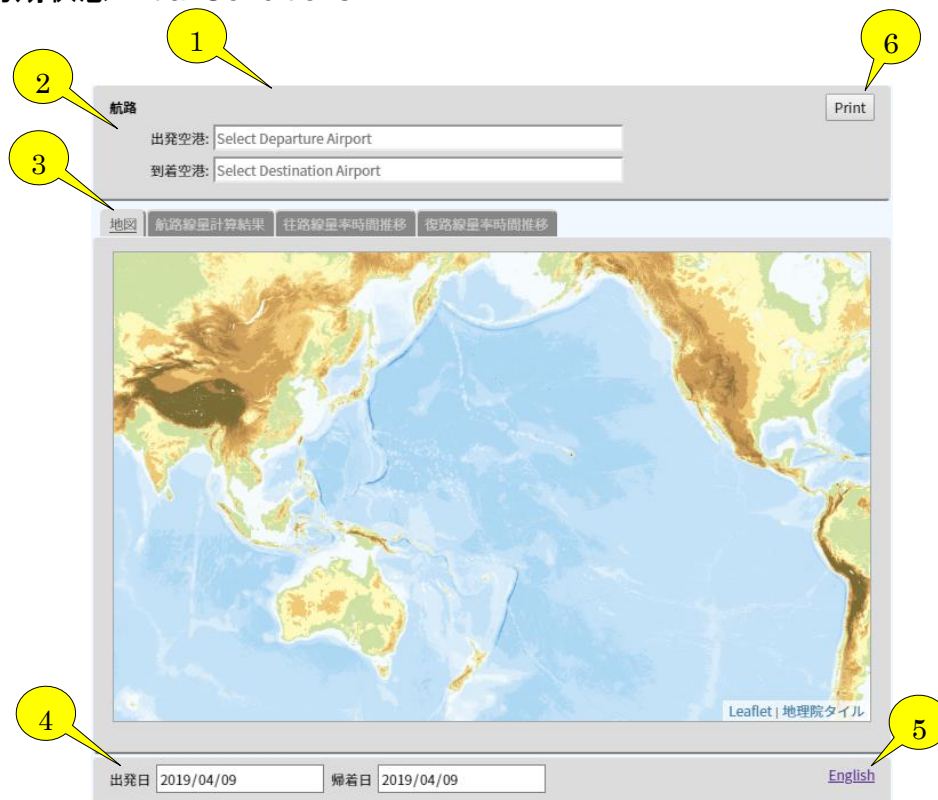 1
6
2
航路
Print
出発空港: Select Departure Airport
3
到着空港: Select Destination Airport
地図 航路線量計算結果 往路線量率時間推移 復路線量率時間推移
Leaflet | 地理院タイル
4
5
出発日 2019/04/09 帰着日 2019/04/09 English